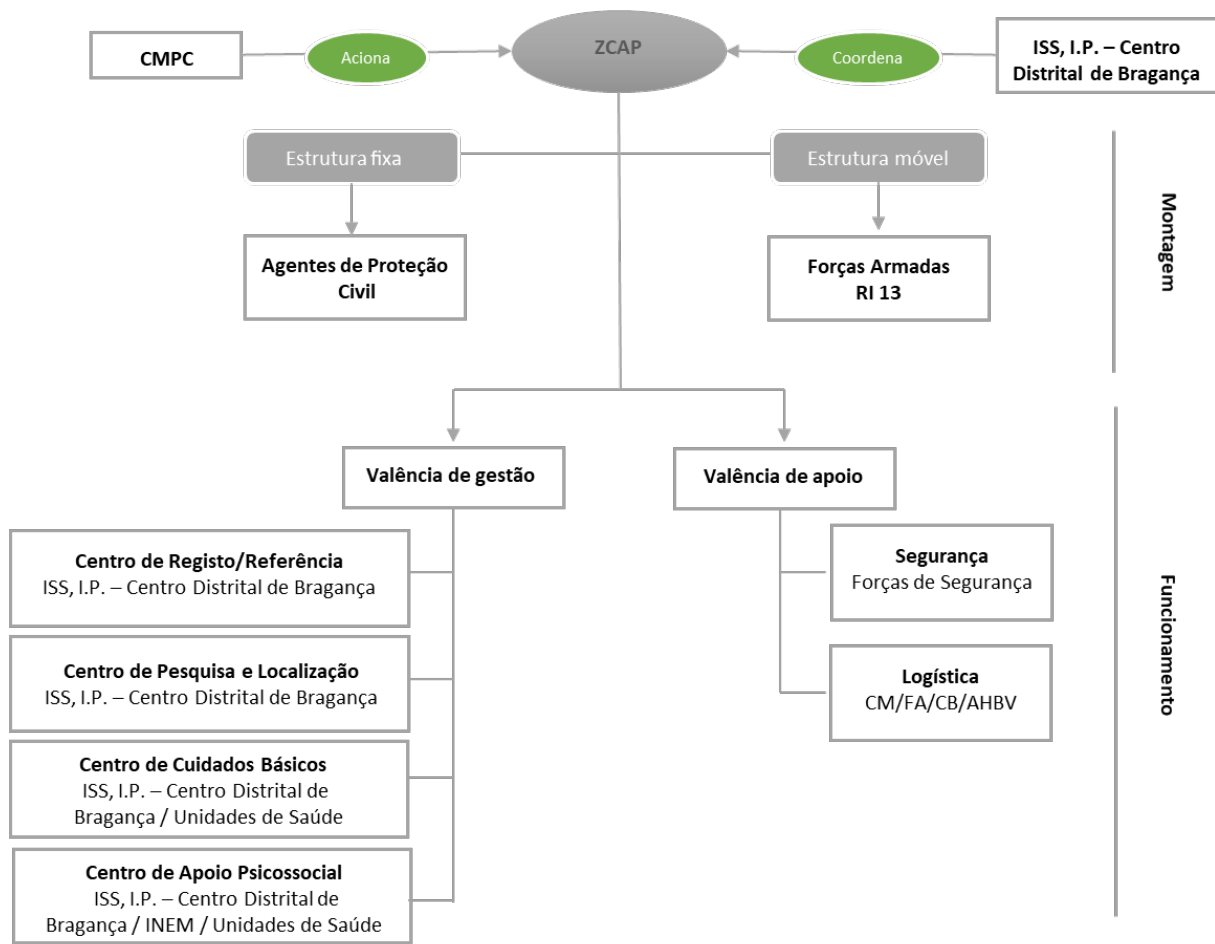 CMPC
Aciona
ZCAP
Coordena
ISS, I.P. – Centro
Distrital de Bragança
Estrutura fixa
Estrutura móvel
Agentes de Proteção
Civil
Forças Armadas
RI 13
Montagem
Valência de gestão
Valência de apoio
Centro de Registo/Referência
ISS, I.P. – Centro Distrital de Bragança
Centro de Pesquisa e Localização
ISS, I.P. – Centro Distrital de Bragança
Centro de Cuidados Básicos
ISS, I.P. – Centro Distrital de
Bragança / Unidades de Saúde
Centro de Apoio Psicossocial
ISS, I.P. – Centro Distrital de
Bragança / INEM / Unidades de Saúde
Segurança
Forças de Segurança
Logística
CM/FA/CB/AHBV
Funcionamento